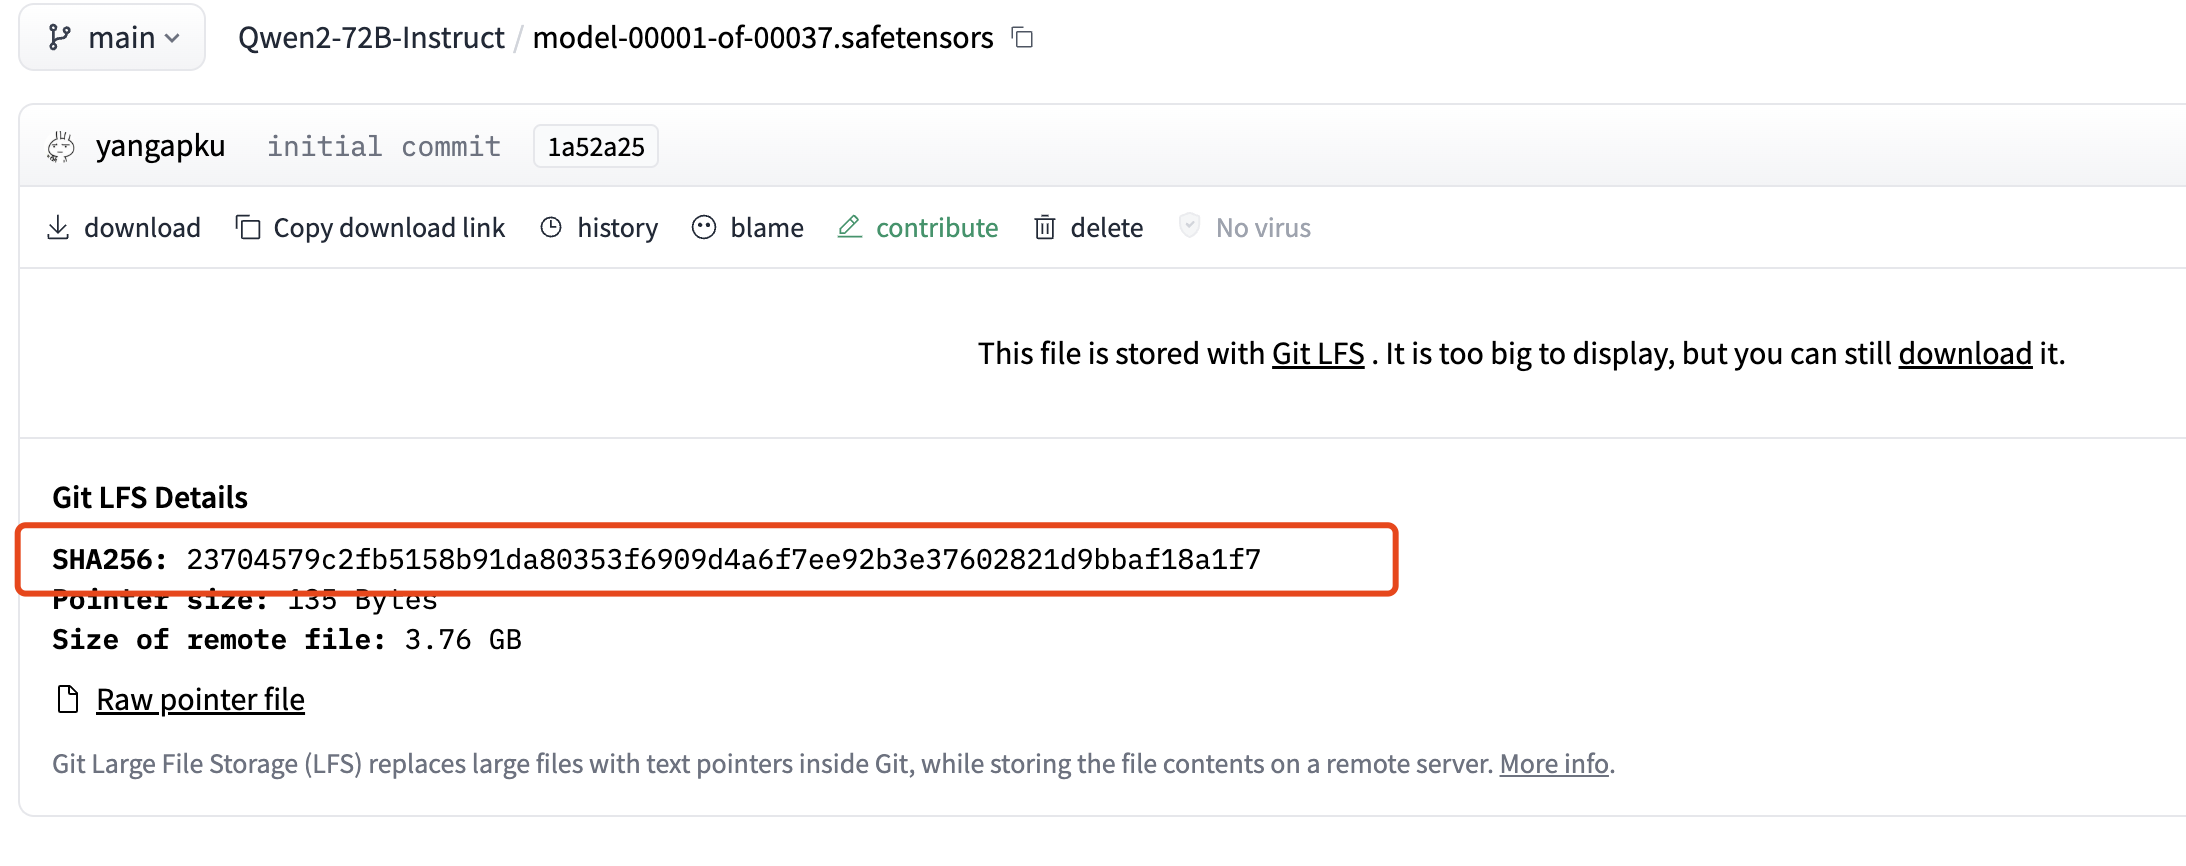 main Qwen2-72B-Instruct / model-00001-of-00037.safetensors
yangapku initial commit 1a52a25
download Copy download link history blame contribute delete No virus
This file is stored with Git LFS . It is too big to display, but you can still download it.
Git LFS Details
SHA256: 23704579c2fb5158b91da80353f6909d4a6f7ee92b3e37602821d9bbaf18a1f7
Pointer size: 135 Bytes
Size of remote file: 3.76 GB
Raw pointer file
Git Large File Storage (LFS) replaces large files with text pointers inside Git, while storing the file contents on a remote server. More info.